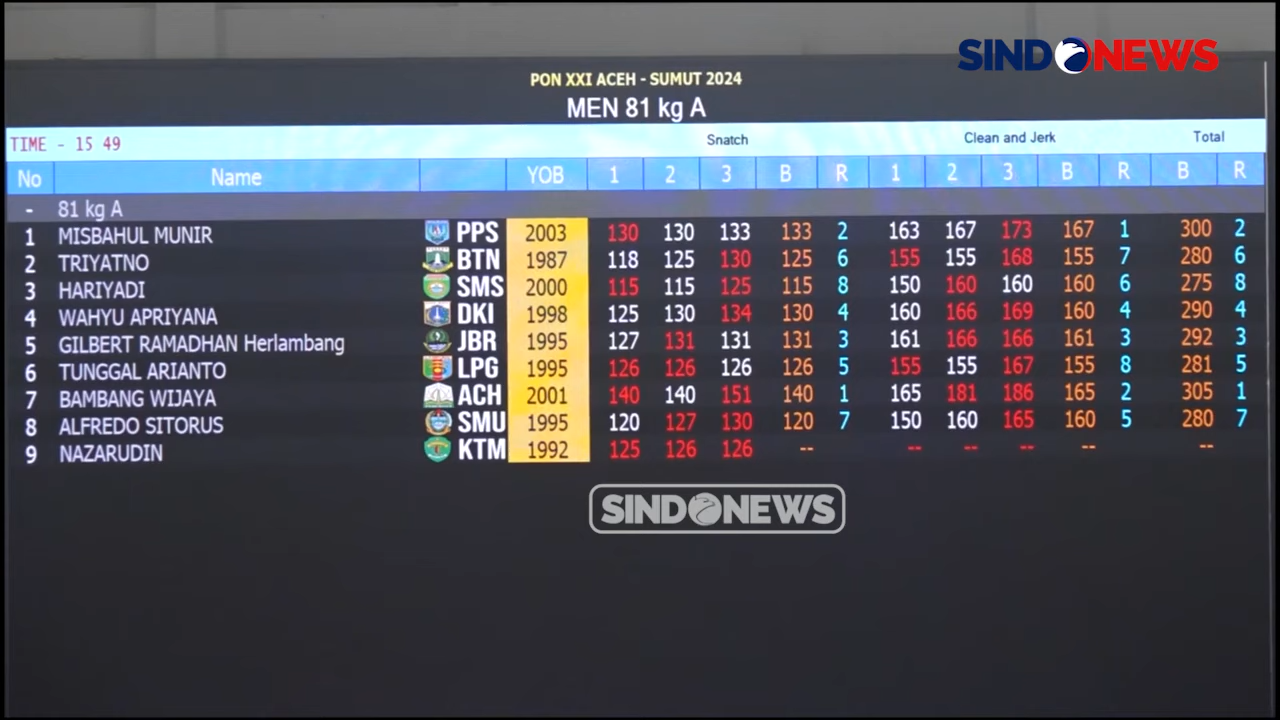 SINDONEWS
PON XXI ACEH - SUMUT 2024
MEN 81 kg A
TIME - 15 49 Snatch Clean and Jerk Total
No Name YOB 1 2 3 B R 1 2 3 B R B R
- 81 kg A
1 MISBAHUL MUNIR PPS 2003 130 130 133 133 2 163 167 173 167 1 300 2
2 TRIYATNO BTN 1987 118 125 130 125 6 155 155 168 155 7 280 6
3 HARIYADI SMS 2000 115 115 125 115 8 150 160 160 160 6 275 8
4 WAHYU APRIYANA DKI 1998 125 130 134 130 4 160 166 169 160 4 290 4
5 GILBERT RAMADHAN Herlambang JBR 1995 127 131 131 131 3 161 166 166 161 3 292 3
6 TUNGGAL ARIANTO LPG 1995 126 126 126 126 5 155 155 167 155 8 281 5
7 BAMBANG WIJAYA ACH 2001 140 140 151 140 1 165 181 186 165 2 305 1
8 ALFREDO SITORUS SMU 1995 120 127 130 120 7 150 160 165 160 5 280 7
9 NAZARUDIN KTM 1992 125 126 126 -- -- -- -- -- --
SINDONEWS